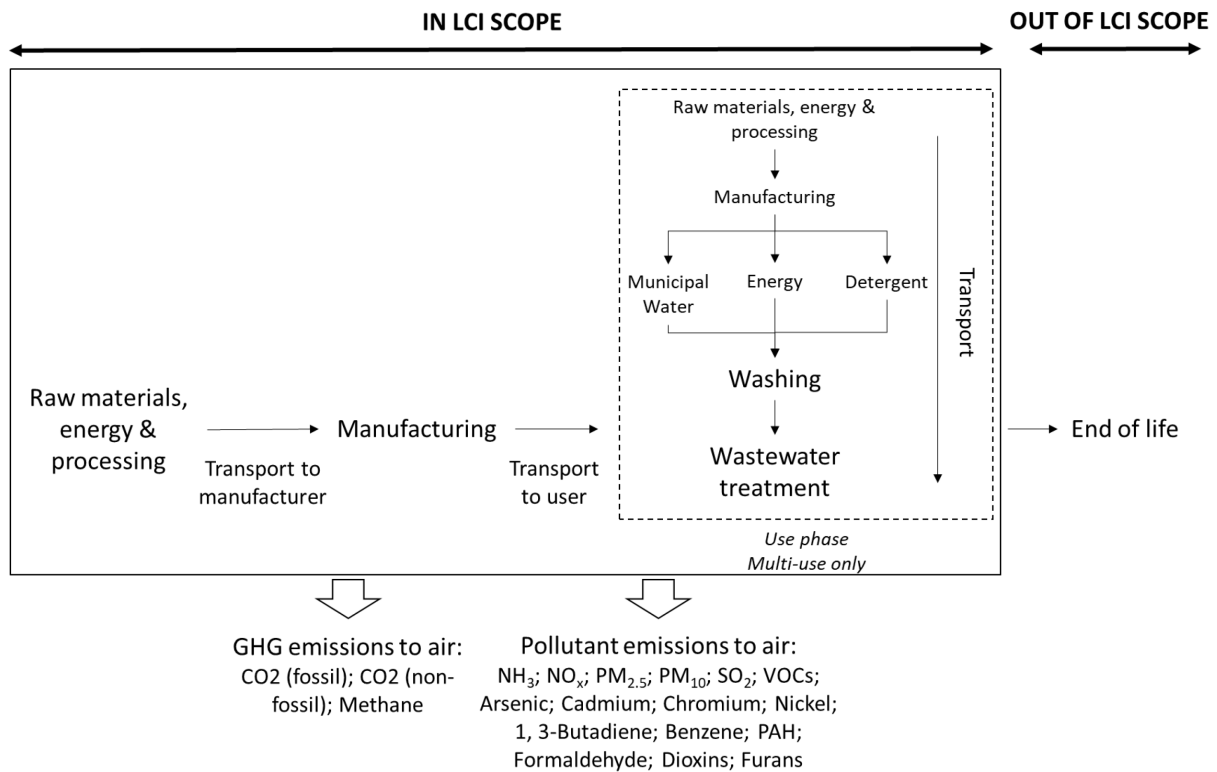 IN LCI SCOPE
OUT OF LCI SCOPE
Raw materials, energy &
processing
Manufacturing
Municipal
Water
Energy
Detergent
Transport
Washing
Wastewater
treatment
Use phase
Multi-use only
Raw materials,
energy &
processing
Transport to
manufacturer
Manufacturing
Transport
to user
End of life
GHG emissions to air:
CO2 (fossil); CO2 (non-
fossil); Methane
Pollutant emissions to air:
NH₃; NOₓ; PM₂.₅; PM₁₀; SO₂; VOCs;
Arsenic; Cadmium; Chromium; Nickel;
1, 3-Butadiene; Benzene; PAH;
Formaldehyde; Dioxins; Furans